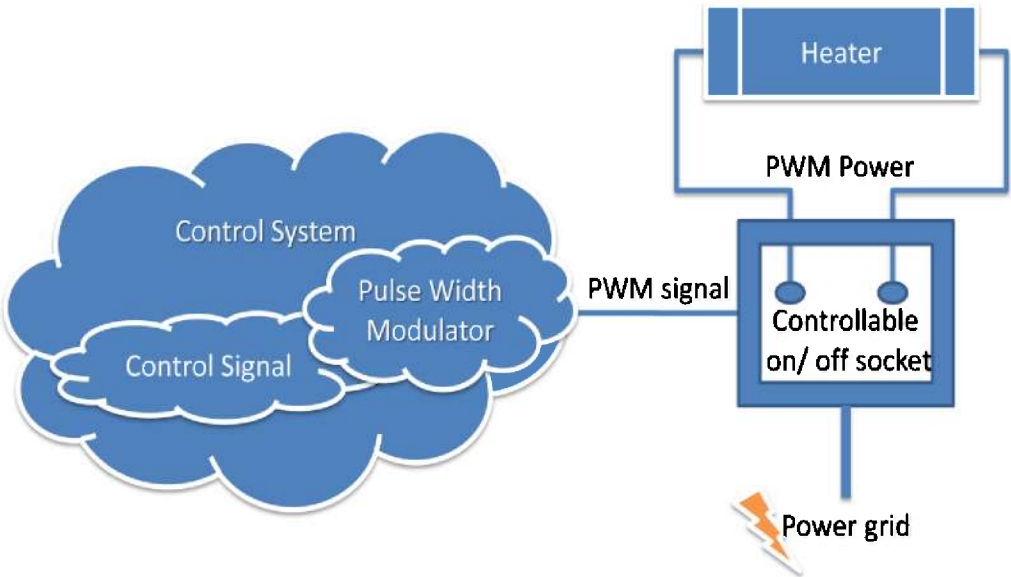 Heater
PWM Power
Control System
Pulse Width
Modulator
PWM signal
Control Signal
Controllable
on/ off socket
Power grid